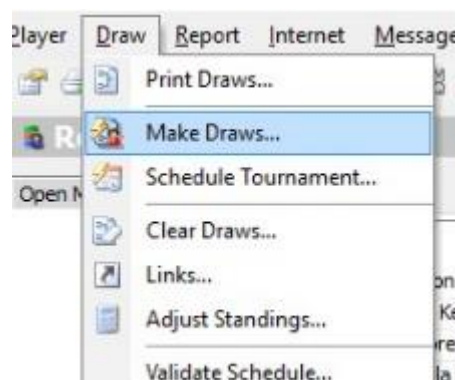 Player Draw Report Internet Message
Print Draws...
Make Draws...
Schedule Tournament...
Open
Clear Draws...
Links...
Adjust Standings...
Validate Schedule...